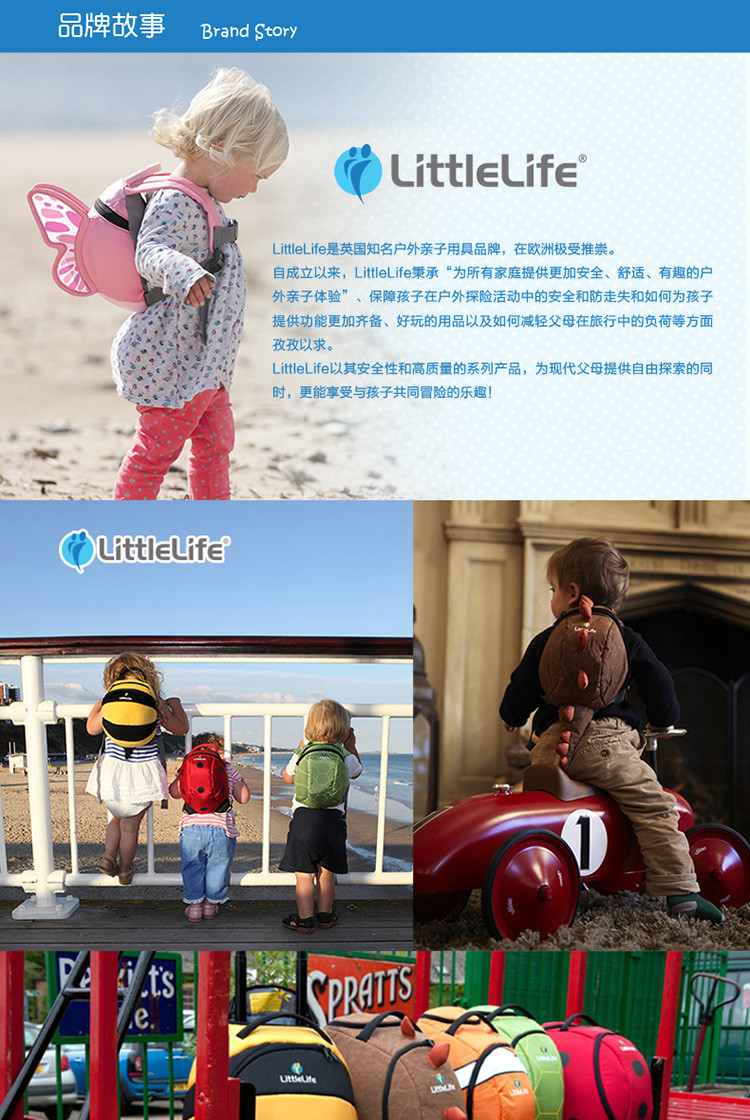 品牌故事 Brand Story
LittleLife®
LittleLife是英国知名户外亲子用具品牌，在欧洲极受推崇。
自成立以来，LittleLife秉承“为所有家庭提供更加安全、舒适、有趣的户
外亲子体验”、保障孩子在户外探险活动中的安全和防走失和如何为孩子
提供功能更加齐备、好玩的用品以及如何减轻父母在旅行中的负荷等方面
孜孜以求。
LittleLife以其安全性和高质量的系列产品，为现代父母提供自由探索的同
时，更能享受与孩子共同冒险的乐趣！
LittleLife®
1
SPRATTS
LittleLife
LittleLife
LittleLife
LittleLife